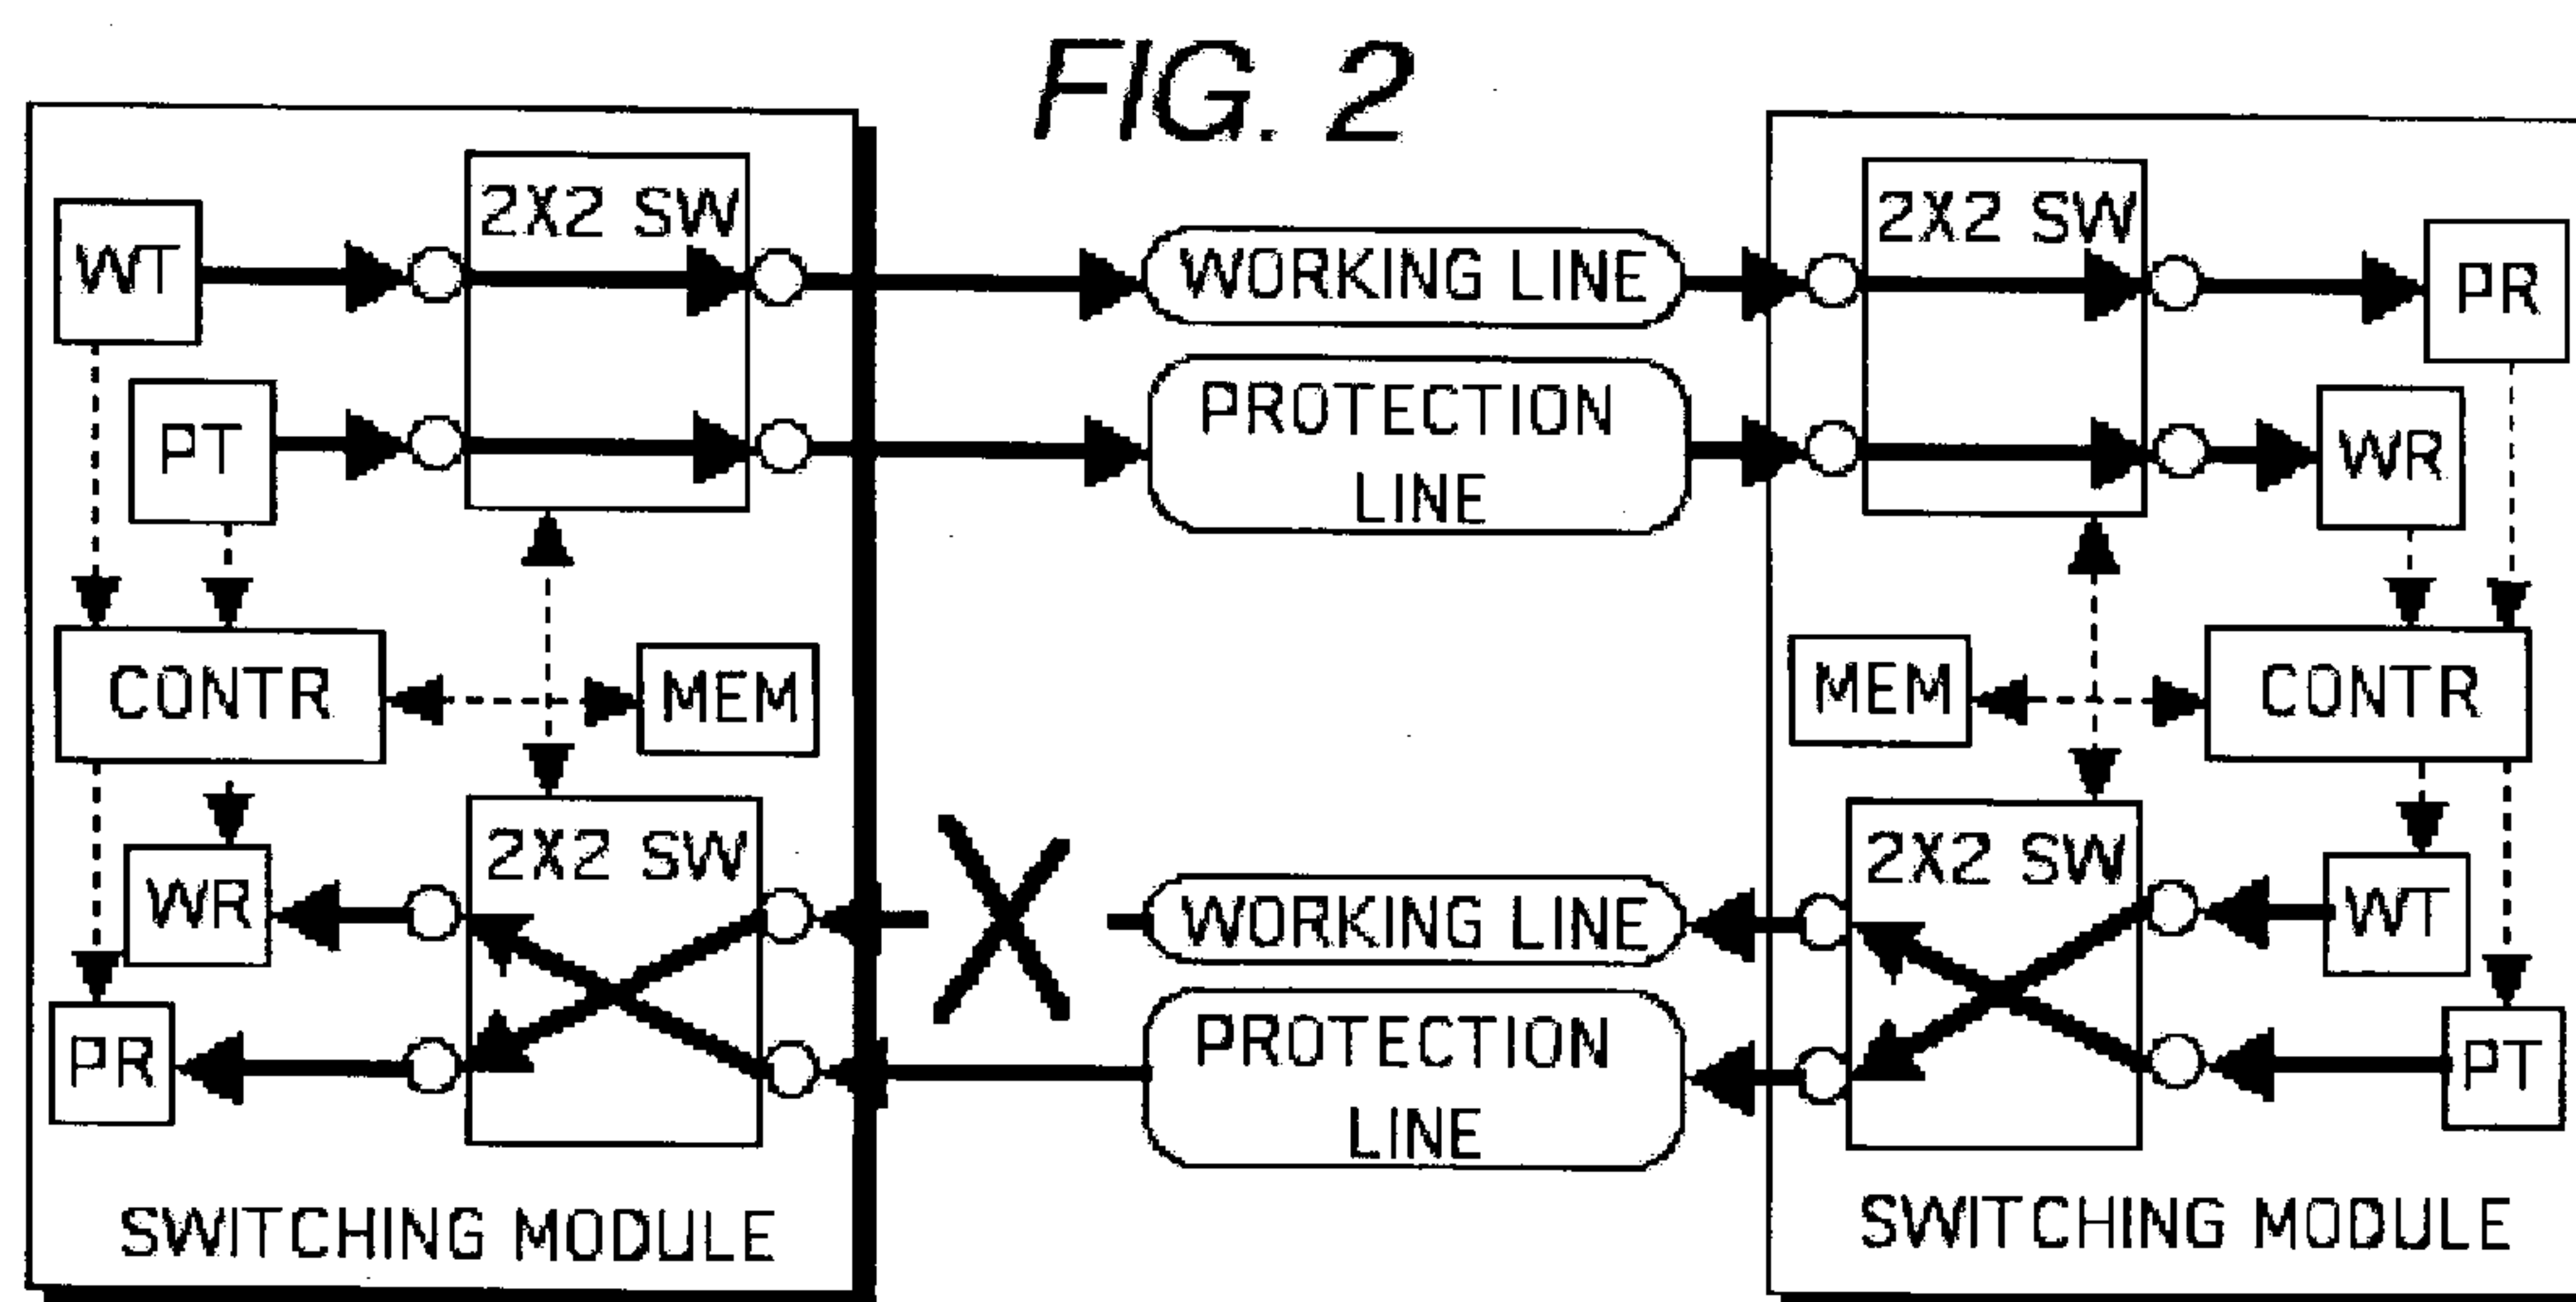 FIG. 2
WT
2X2 SW
WORKING LINE
2X2 SW
PR
PT
PROTECTION
LINE
WR
CONTR
MEM
MEM
CONTR
WR
2X2 SW
X
WORKING LINE
2X2 SW
WT
PR
PROTECTION
LINE
PT
SWITCHING MODULE
SWITCHING MODULE